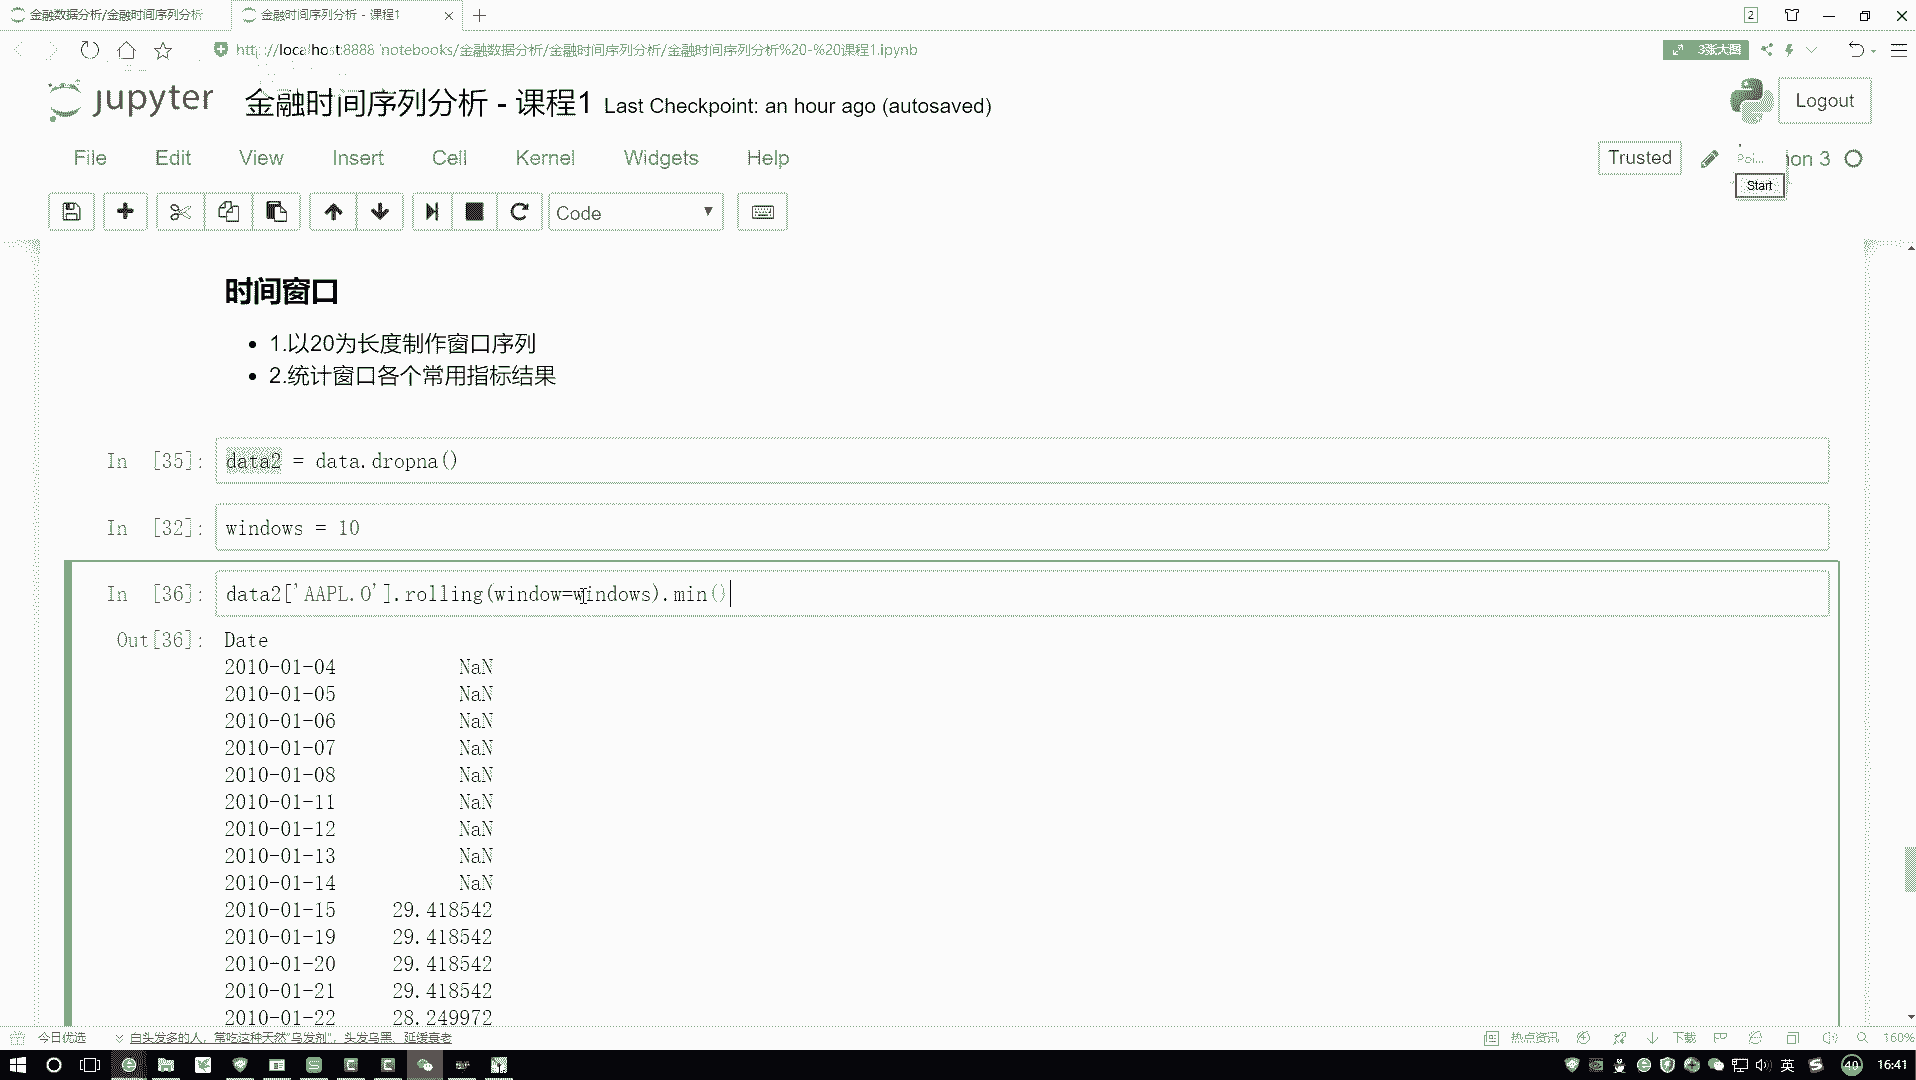 金融数据分析/金融时间序列分析
金融时间序列分析 - 课程1
2
localhost:8888/notebooks/金融数据分析/金融时间序列分析/金融时间序列分析%20-%20课程1.ipynb
3张大图
jupyter 金融时间序列分析 - 课程1 Last Checkpoint: an hour ago (autosaved)
Logout
File Edit View Insert Cell Kernel Widgets Help
Trusted
Poi...
on 3
Start
Code
时间窗口
1.以20为长度制作窗口序列
2.统计窗口各个常用指标结果
In [35]: data2 = data.dropna()
In [32]: windows = 10
In [36]: data2['AAPL.O'].rolling(window=windows).min()
Out[36]: Date
2010-01-04 NaN
2010-01-05 NaN
2010-01-06 NaN
2010-01-07 NaN
2010-01-08 NaN
2010-01-11 NaN
2010-01-12 NaN
2010-01-13 NaN
2010-01-14 NaN
2010-01-15 29.418542
2010-01-19 29.418542
2010-01-20 29.418542
2010-01-21 29.418542
2010-01-22 28.249972
今日优选
白头发多的人，常吃这种天然"乌发剂"，头发乌黑、延缓衰老
热点资讯
下载
160%
英
40
16:41